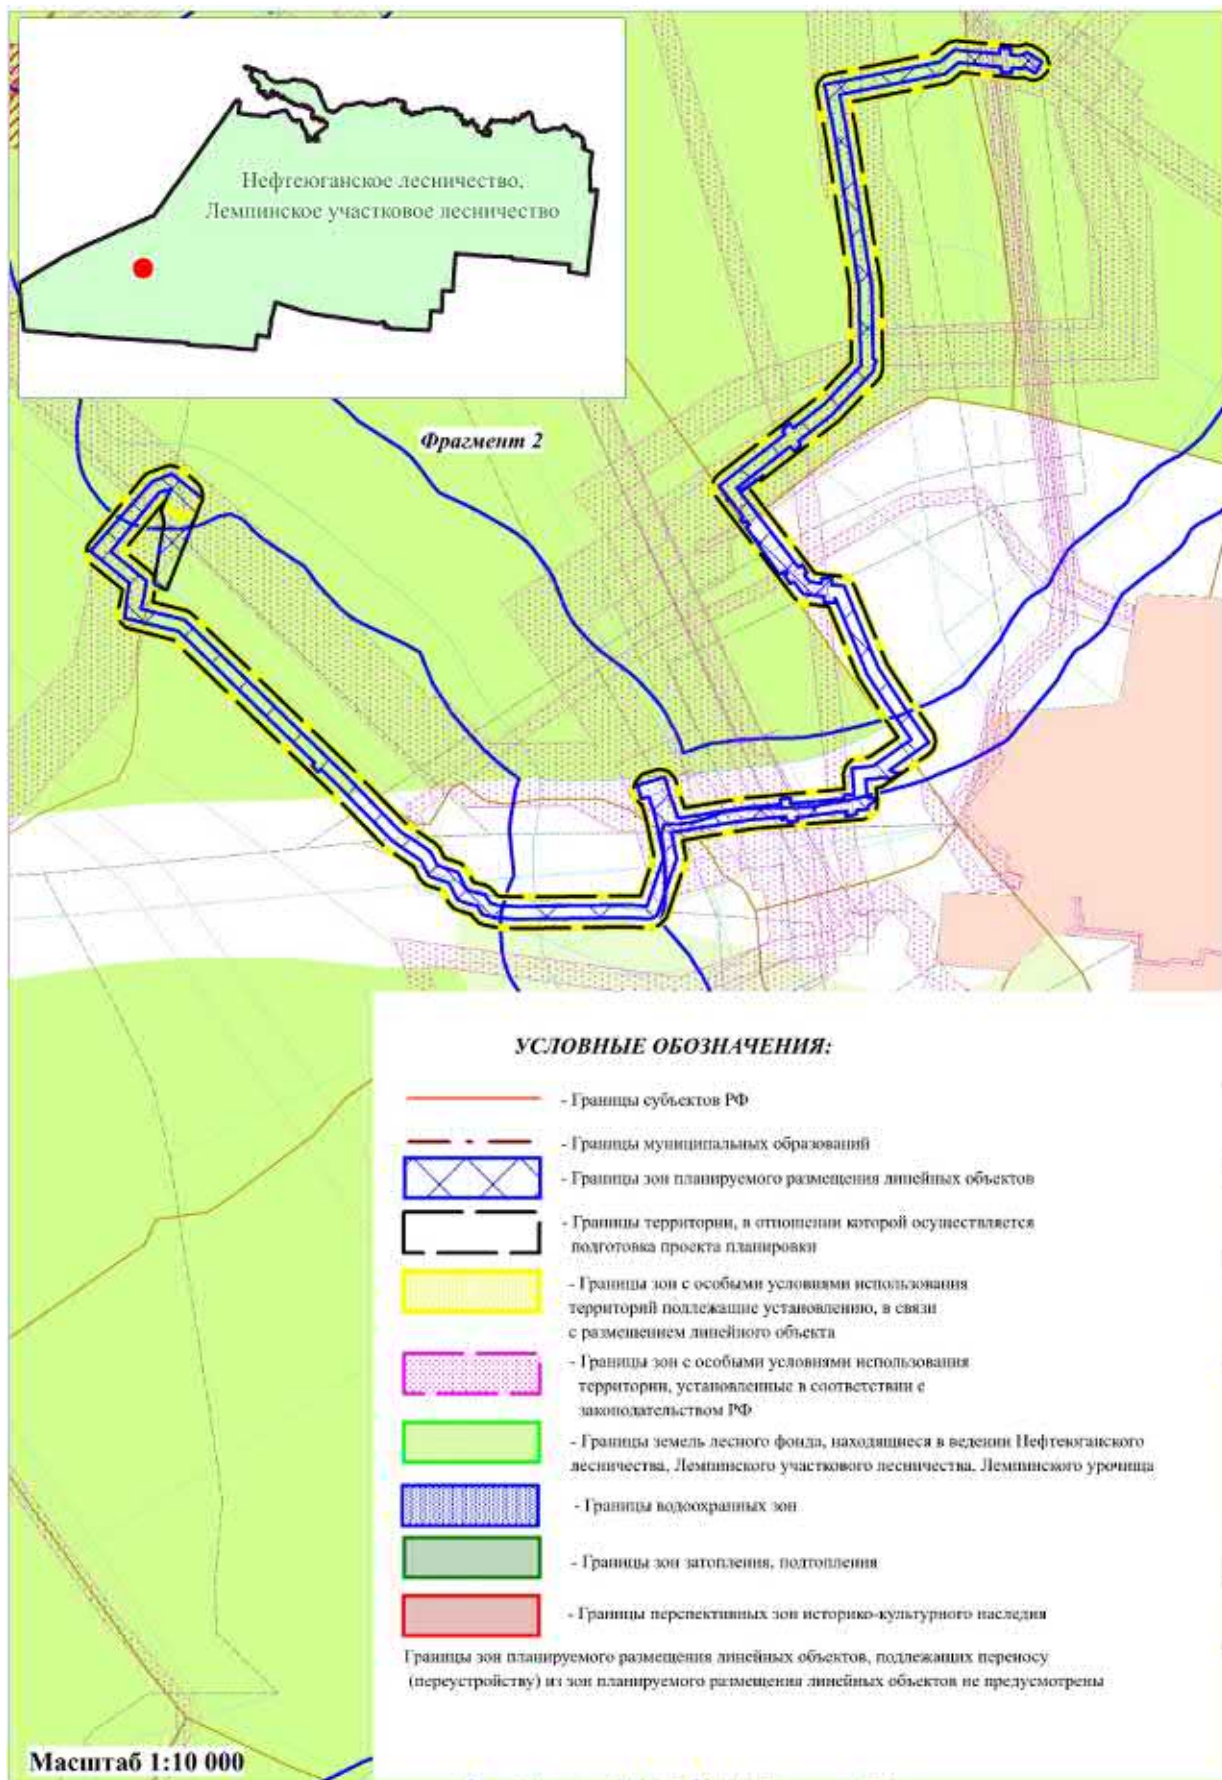 Нефтеюганское лесничество,
Лемпинское участковое лесничество
Фрагмент 2
УСЛОВНЫЕ ОБОЗНАЧЕНИЯ:
- Границы субъектов РФ
- Границы муниципальных образований
- Границы зон планируемого размещения линейных объектов
- Границы территории, в отношении которой осуществляется
подготовка проекта планировки
- Границы зон с особыми условиями использования
территорий подлежащие установлению, в связи
с размещением линейного объекта
- Границы зон с особыми условиями использования
территории, установленные в соответствии с
законодательством РФ
- Границы земель лесного фонда, находящиеся в ведении Нефтеюганского
лесничества, Лемпинского участкового лесничества, Лемпинского урочища
- Границы водоохранных зон
- Границы зон затопления, подтопления
- Границы перспективных зон историко-культурного наследия
Границы зон планируемого размещения линейных объектов, подлежащих переносу
(переустройству) из зон планируемого размещения линейных объектов не предусмотрены
Масштаб 1:10 000